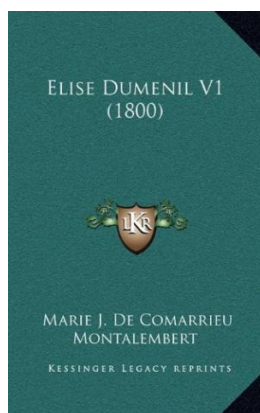 Elise Dumenil V1
(1800)
LKR
Marie J. De Comarrieu
Montalembert
Kessinger Legacy Reprints